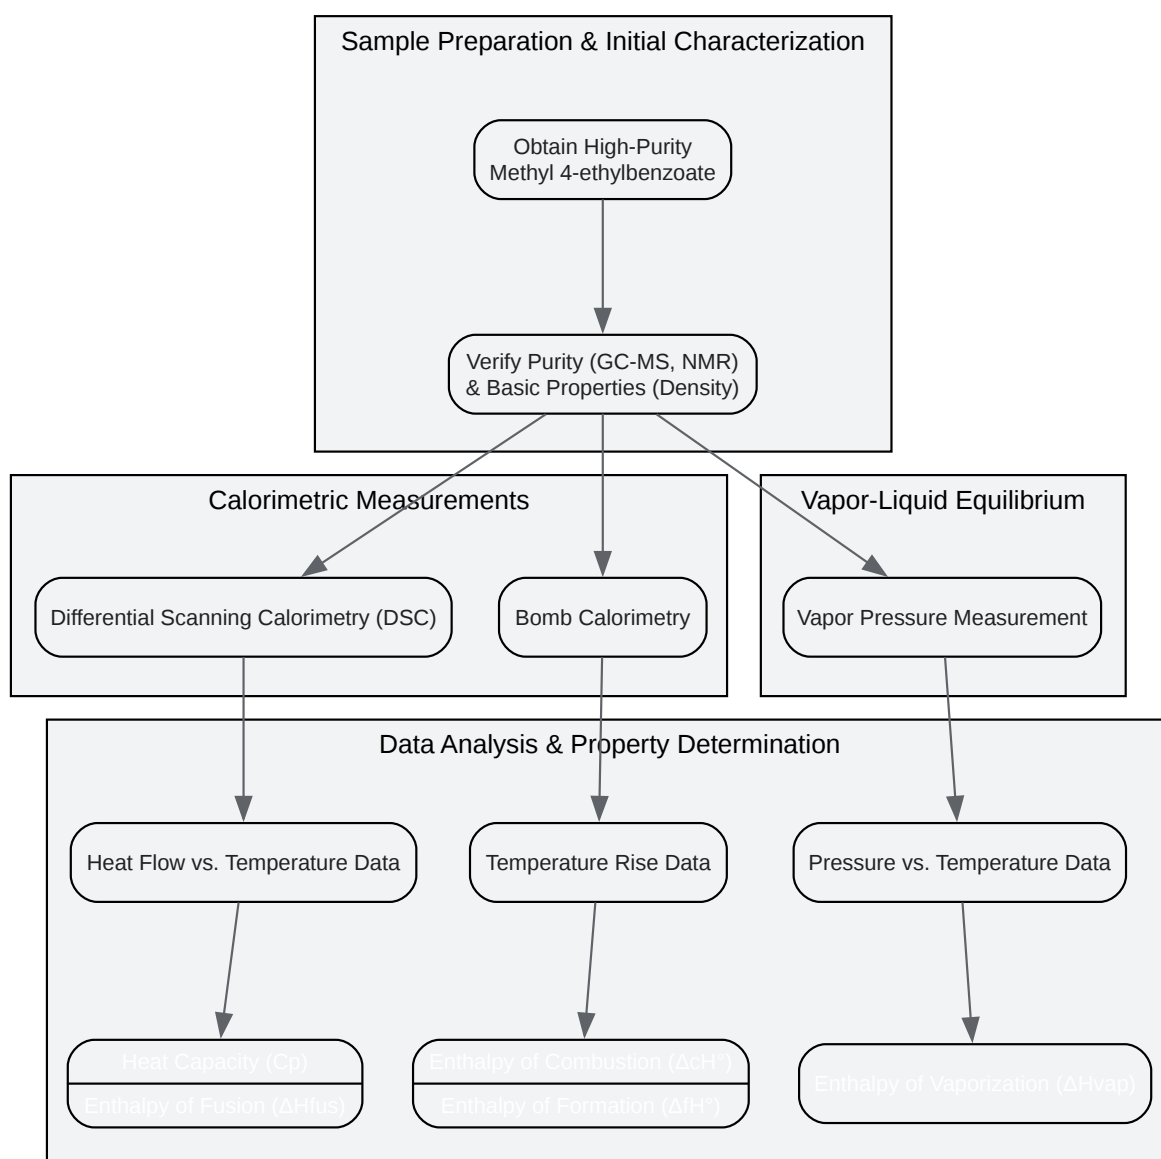 Sample Preparation & Initial Characterization
Obtain High-Purity
Methyl 4-ethylbenzoate
Verify Purity (GC-MS, NMR)
& Basic Properties (Density)
Calorimetric Measurements
Vapor-Liquid Equilibrium
Differential Scanning Calorimetry (DSC)
Bomb Calorimetry
Vapor Pressure Measurement
Data Analysis & Property Determination
Heat Flow vs. Temperature Data
Temperature Rise Data
Pressure vs. Temperature Data
Heat Capacity (Cp)
Enthalpy of Fusion (ΔHfus)
Enthalpy of Combustion (ΔcH°)
Enthalpy of Formation (ΔfH°)
Enthalpy of Vaporization (ΔHvap)